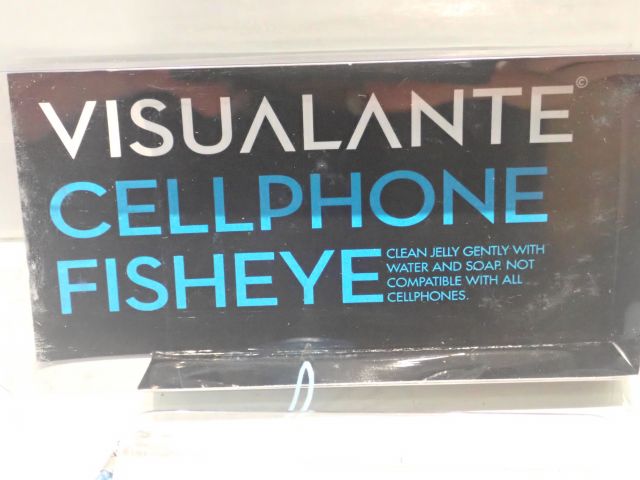 VISUALANTE©
CELLPHONE
FISHEYE
CLEAN JELLY GENTLY WITH
WATER AND SOAP. NOT
COMPATIBLE WITH ALL
CELLPHONES.